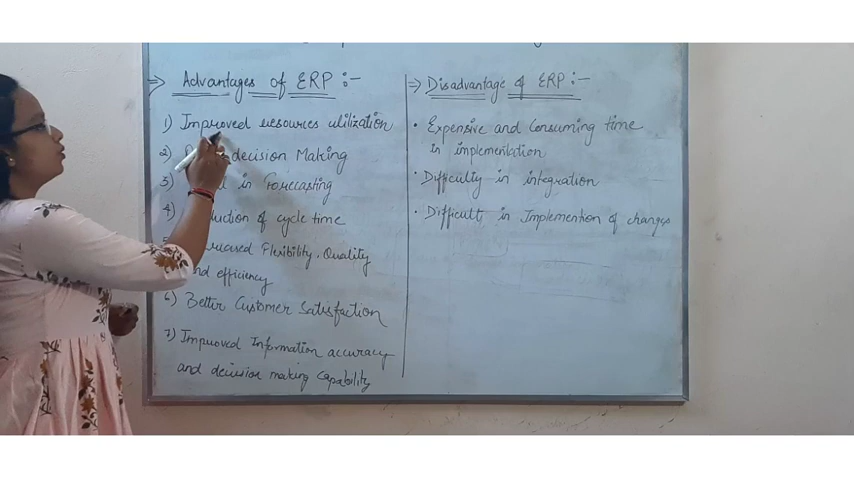 ⇒ Advantages of ERP :-
1) Improved resources utilization
2) decision Making
3) in Forecasting
4) of cycle time
Flexibility, Quality
and efficiency
6) Better Customer Satisfaction
7) Improved Information accuracy
and decision making Capability
⇒ Disadvantage of ERP :-
• Expensive and Consuming time
in implementation
• Difficulty in integration
• Difficult in Implemention of changes